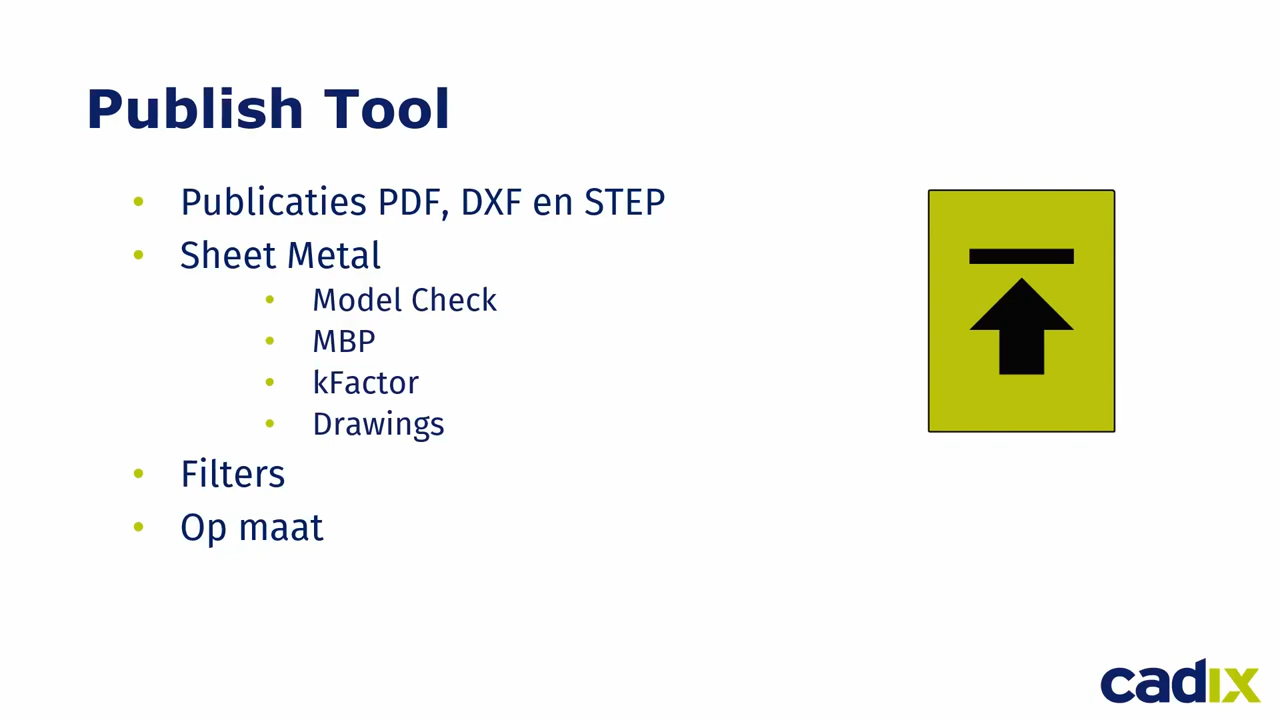 Publish Tool
• Publicaties PDF, DXF en STEP
• Sheet Metal
• Model Check
• MBP
• kFactor
• Drawings
• Filters
• Op maat
cadix